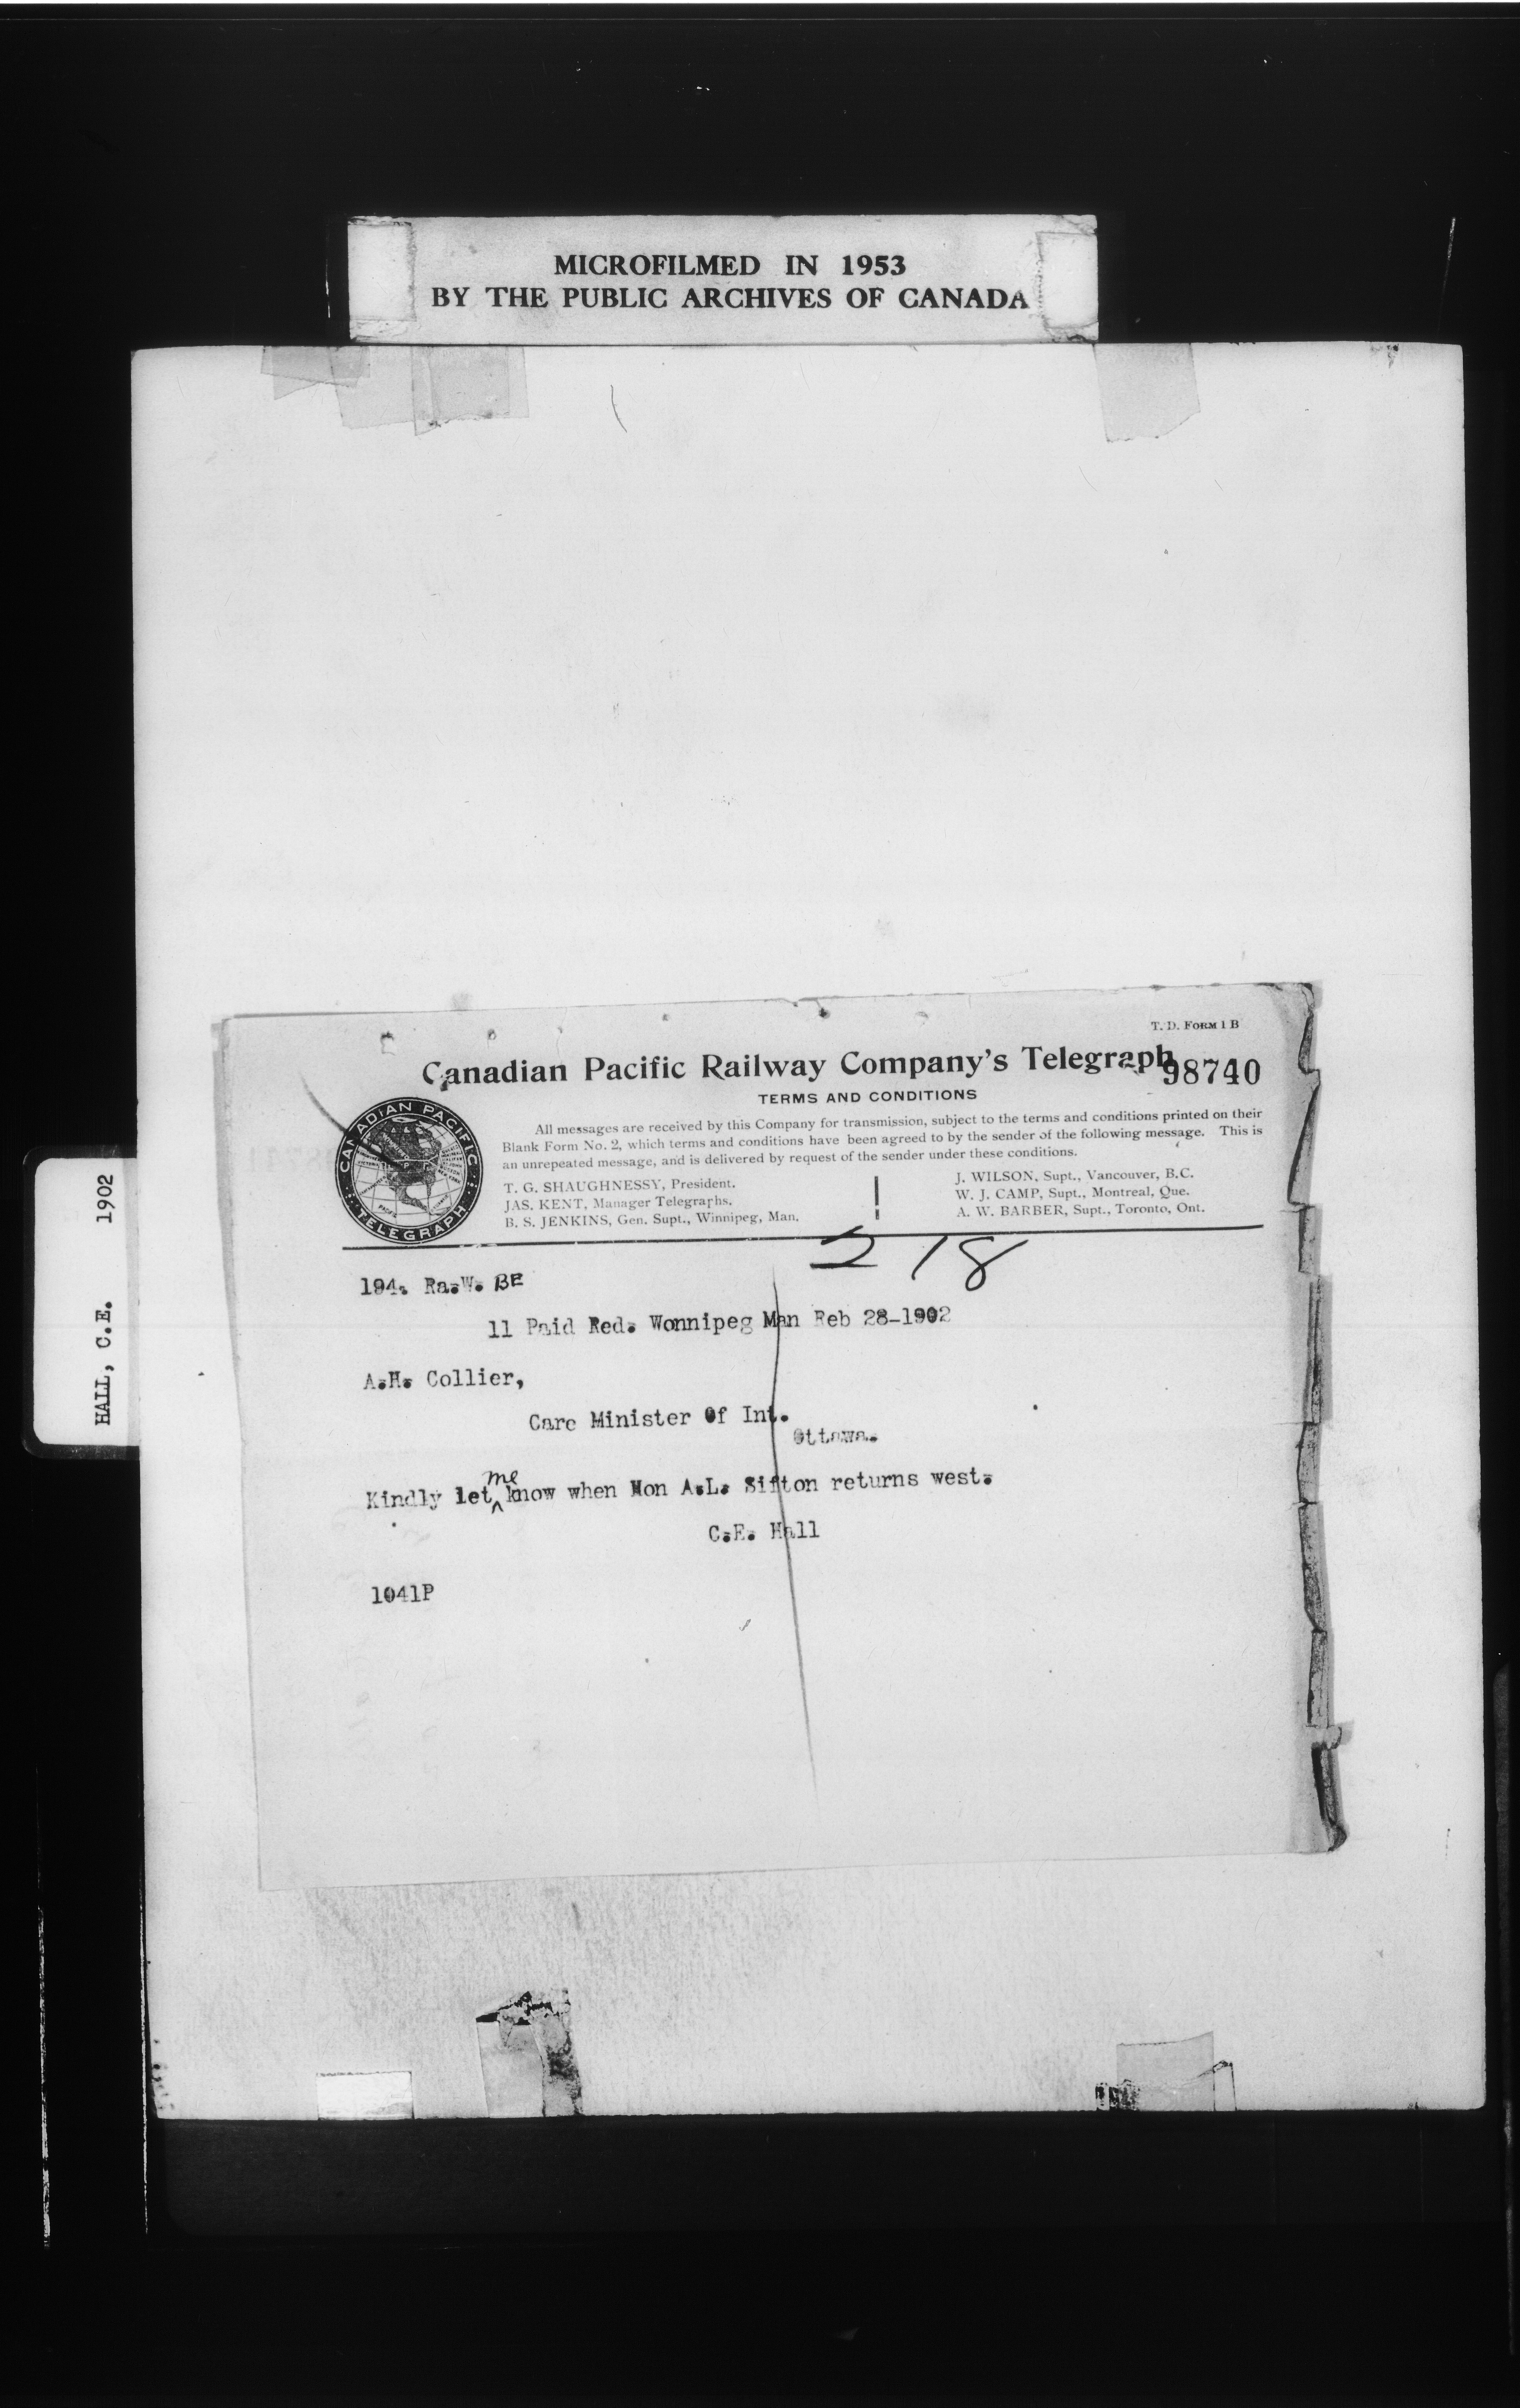 MICROFILMED IN 1953
BY THE PUBLIC ARCHIVES OF CANADA
HALL, C.E. 1902
T. D. FORM 1 B
Canadian Pacific Railway Company's Telegraph
98740
TERMS AND CONDITIONS
CANADIAN PACIFIC
TELEGRAPH
All messages are received by this Company for transmission, subject to the terms and conditions printed on their
Blank Form No. 2, which terms and conditions have been agreed to by the sender of the following message. This is
an unrepeated message, and is delivered by request of the sender under these conditions.
T. G. SHAUGHNESSY, President.
JAS. KENT, Manager Telegraphs.
B. S. JENKINS, Gen. Supt., Winnipeg, Man.
J. WILSON, Supt., Vancouver, B.C.
W. J. CAMP, Supt., Montreal, Que.
A. W. BARBER, Supt., Toronto, Ont.
218
194. Ra.W. BE
11 Paid Red. Wonnipeg Man Feb 28-1902
A.H. Collier,
Care Minister Of Int.
Ottawa.
Kindly let me know when Hon A.L. Sifton returns west.
C.E. Hall
1041P